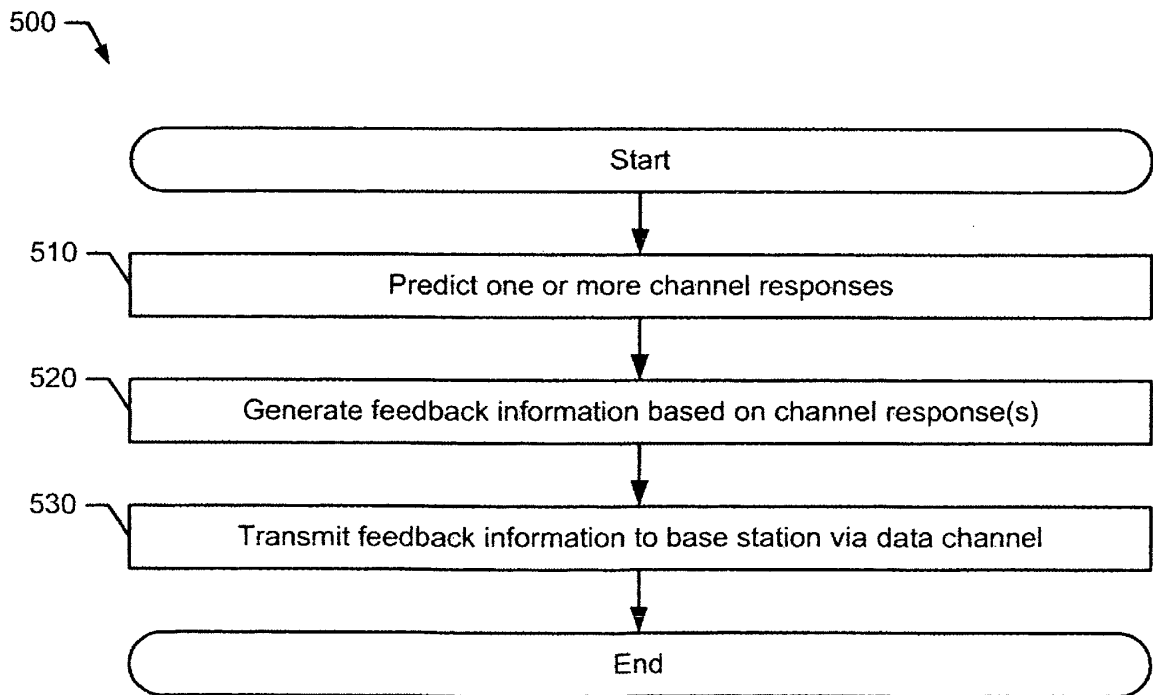 500
Start
510
Predict one or more channel responses
520
Generate feedback information based on channel response(s)
530
Transmit feedback information to base station via data channel
End